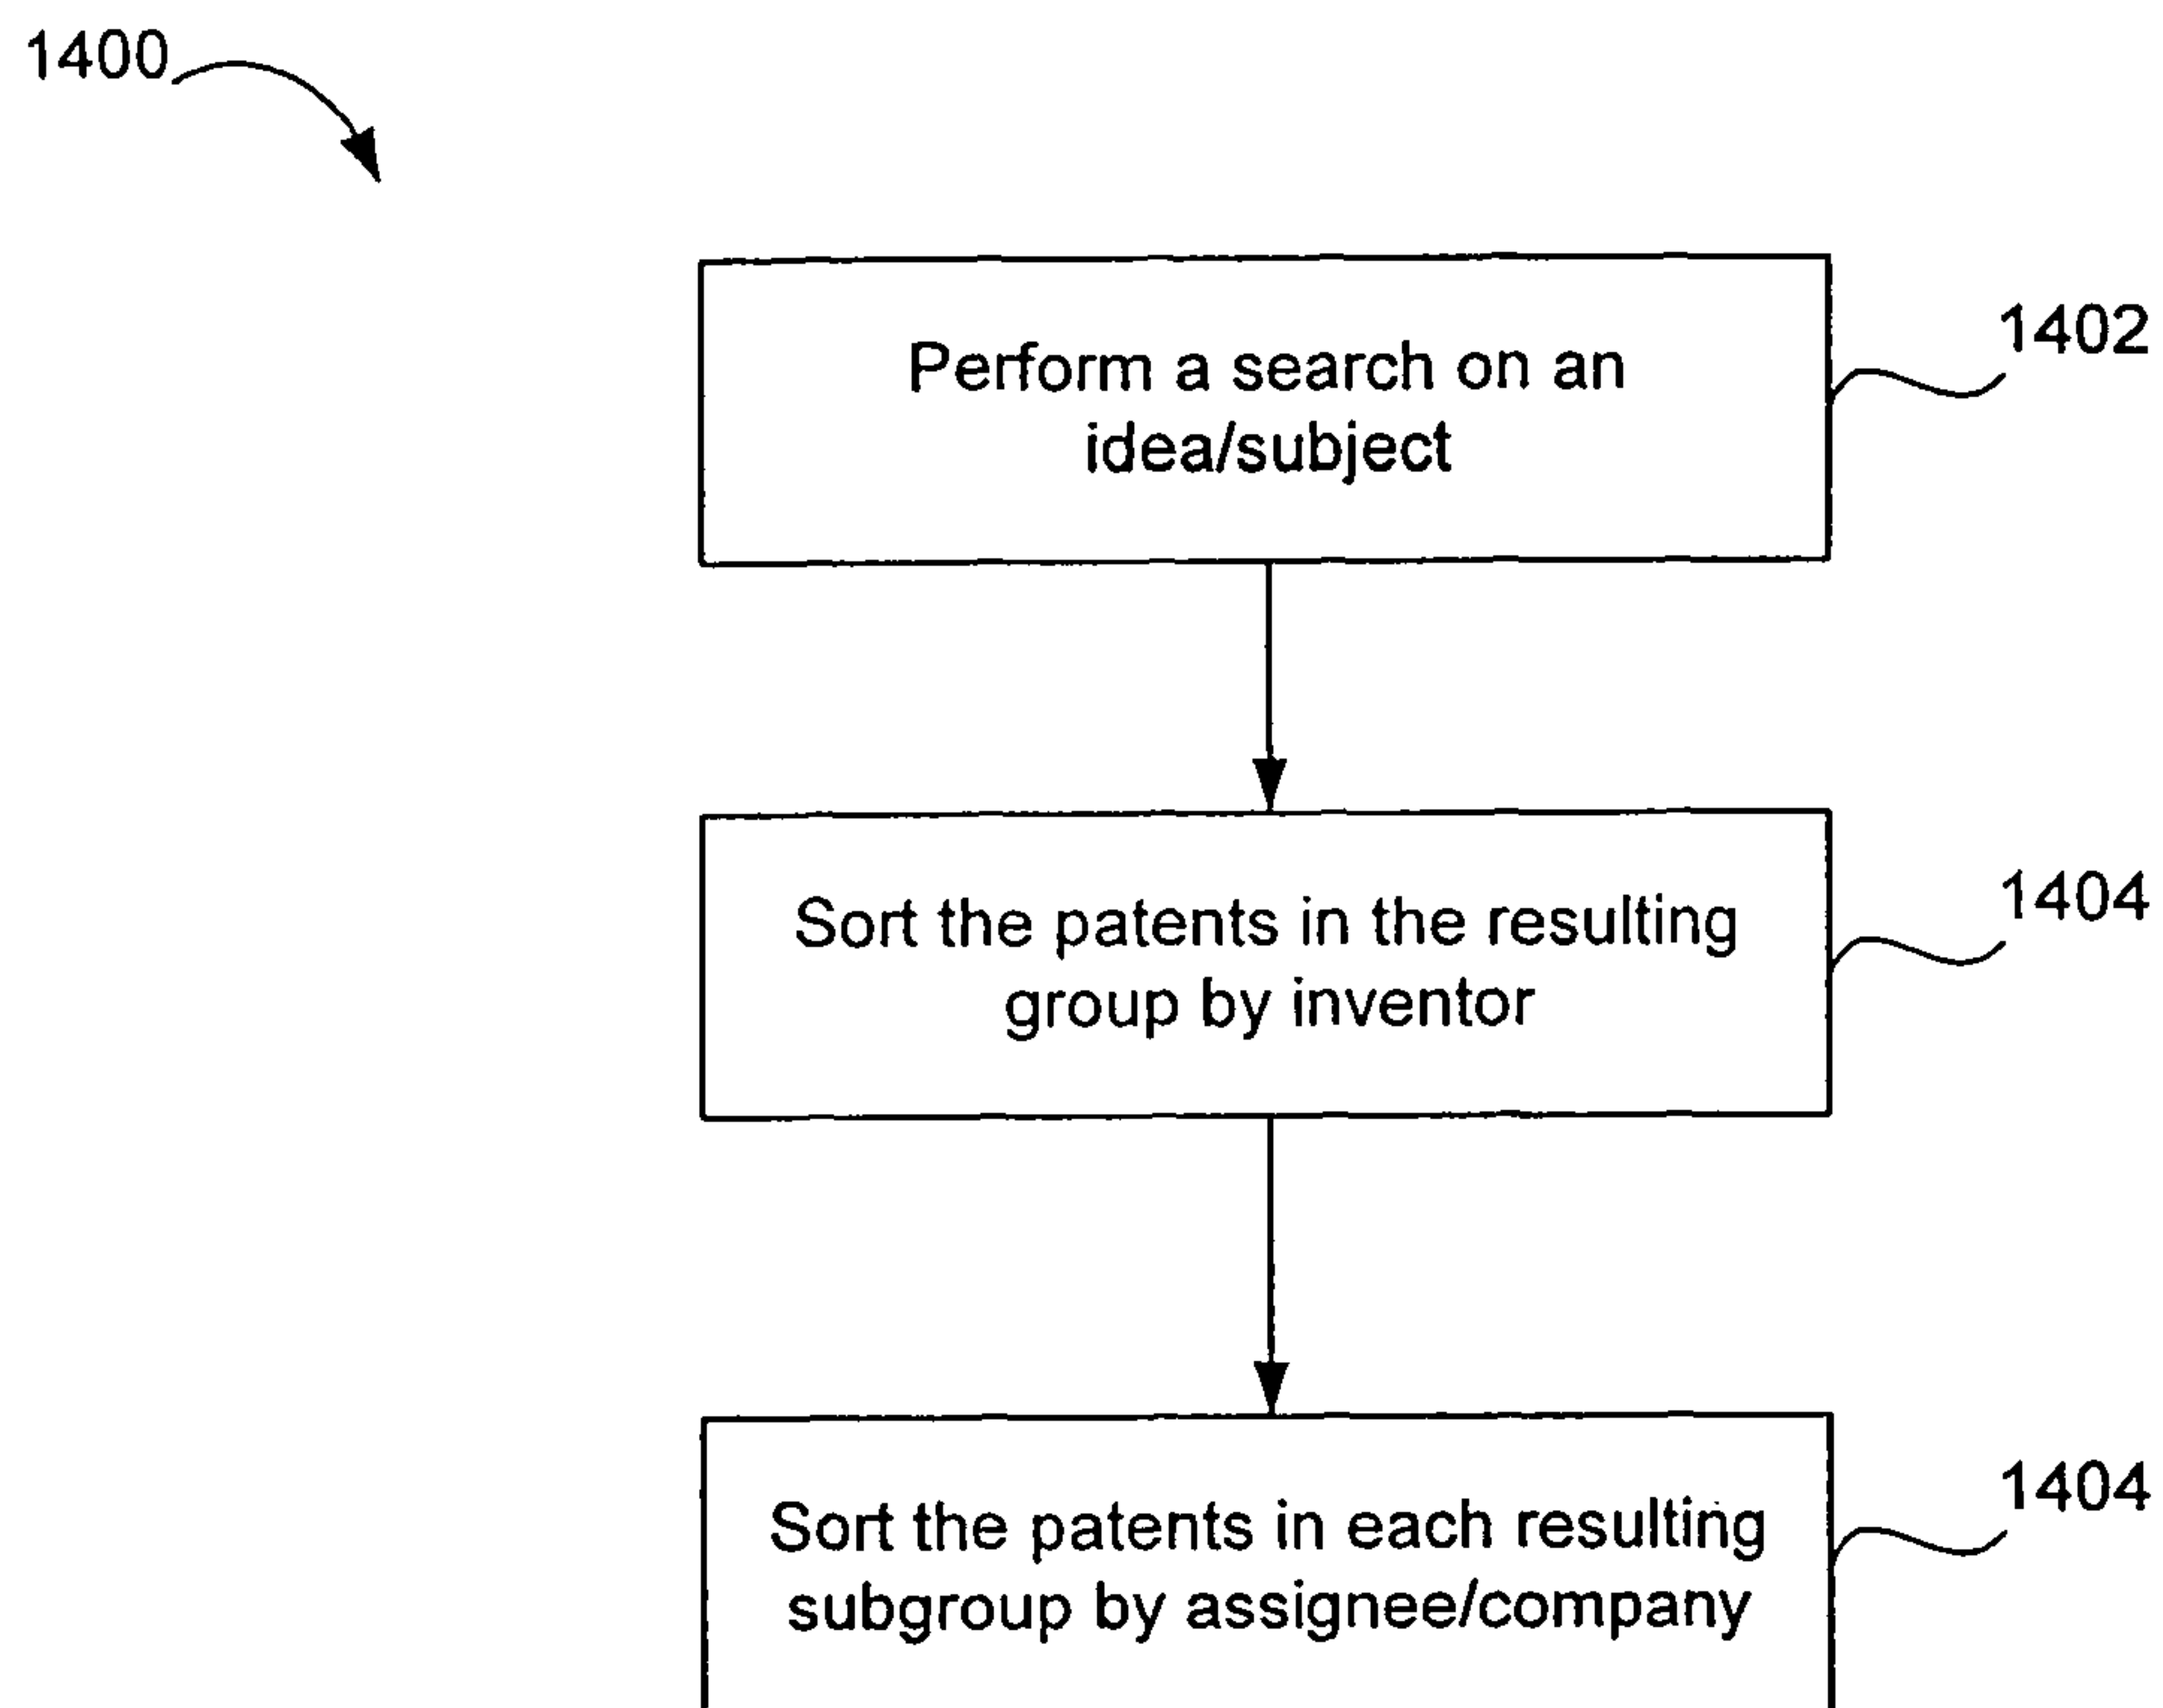 1400
Perform a search on an
idea/subject
1402
Sort the patents in the resulting
group by inventor
1404
Sort the patents in each resulting
subgroup by assignee/company
1404